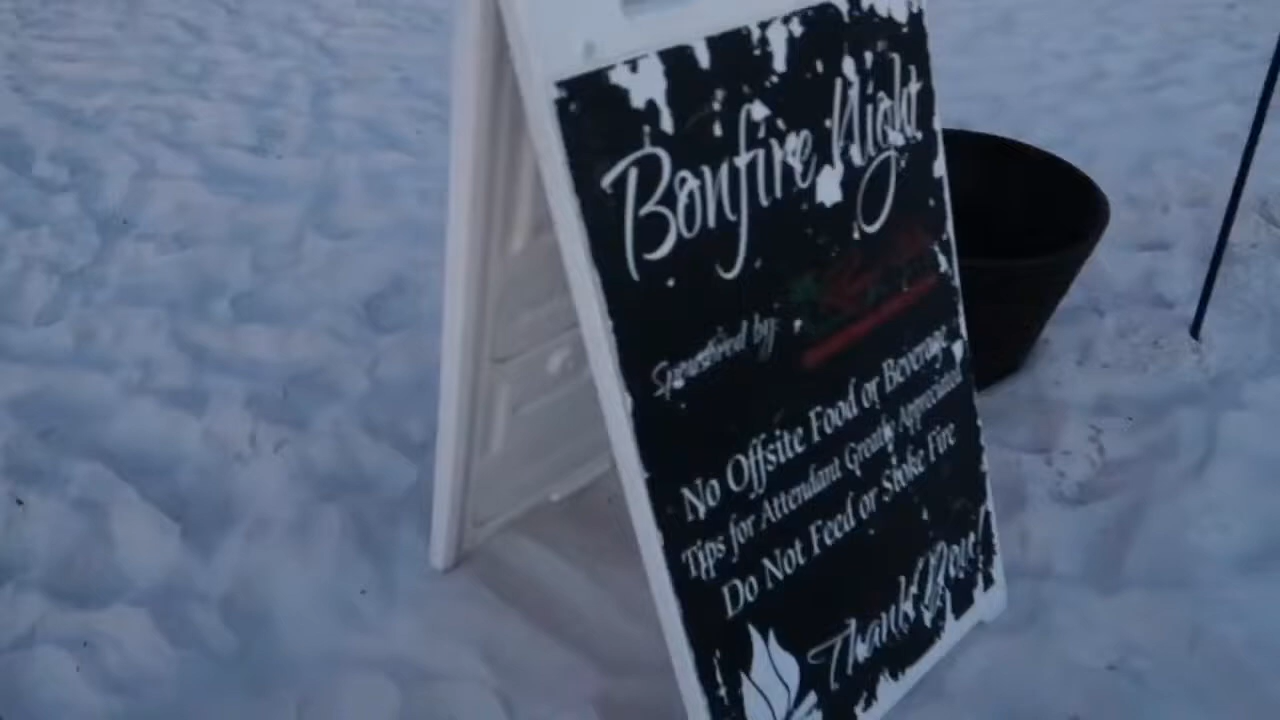 Bonfire Night
Sponsored by:
No Offsite Food or Beverage
Tips for Attendant Greatly Appreciated
Do Not Feed or Stoke Fire
Thank You!